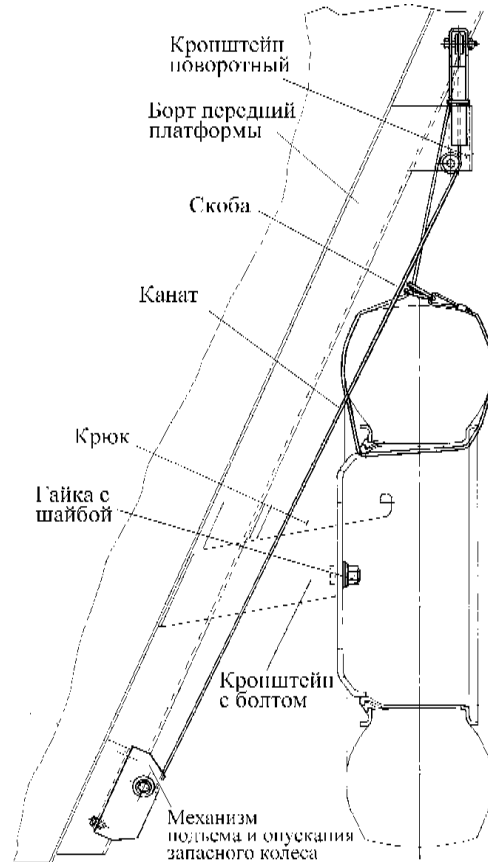 Кронштейн
поворотный
Борт передний
платформы
Скоба
Канат
Крюк
Гайка с
шайбой
Кронштейн
с болтом
Механизм
подъема и опускания
запасного колеса